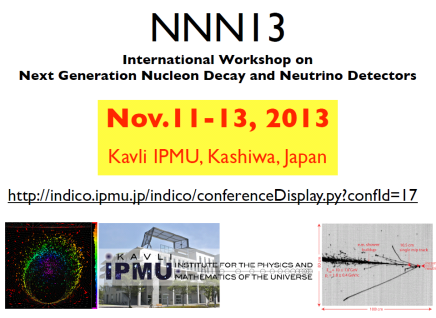 NNN13
International Workshop on
Next Generation Nucleon Decay and Neutrino Detectors
Nov.11-13, 2013
Kavli IPMU, Kashiwa, Japan
http://indico.ipmu.jp/indico/conferenceDisplay.py?confId=17
KAVLI
IPMU INSTITUTE FOR THE PHYSICS AND
MATHEMATICS OF THE UNIVERSE